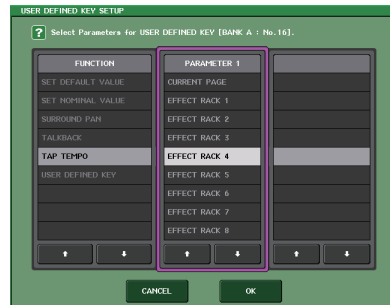 USER DEFINED KEY SETUP
? Select Parameters for USER DEFINED KEY [BANK A : No.16].
FUNCTION
SET DEFAULT VALUE
SET NOMINAL VALUE
SURROUND PAN
TALKBACK
TAP TEMPO
USER DEFINED KEY
PARAMETER 1
CURRENT PAGE
EFFECT RACK 1
EFFECT RACK 2
EFFECT RACK 3
EFFECT RACK 4
EFFECT RACK 5
EFFECT RACK 6
EFFECT RACK 7
EFFECT RACK 8
CANCEL
OK